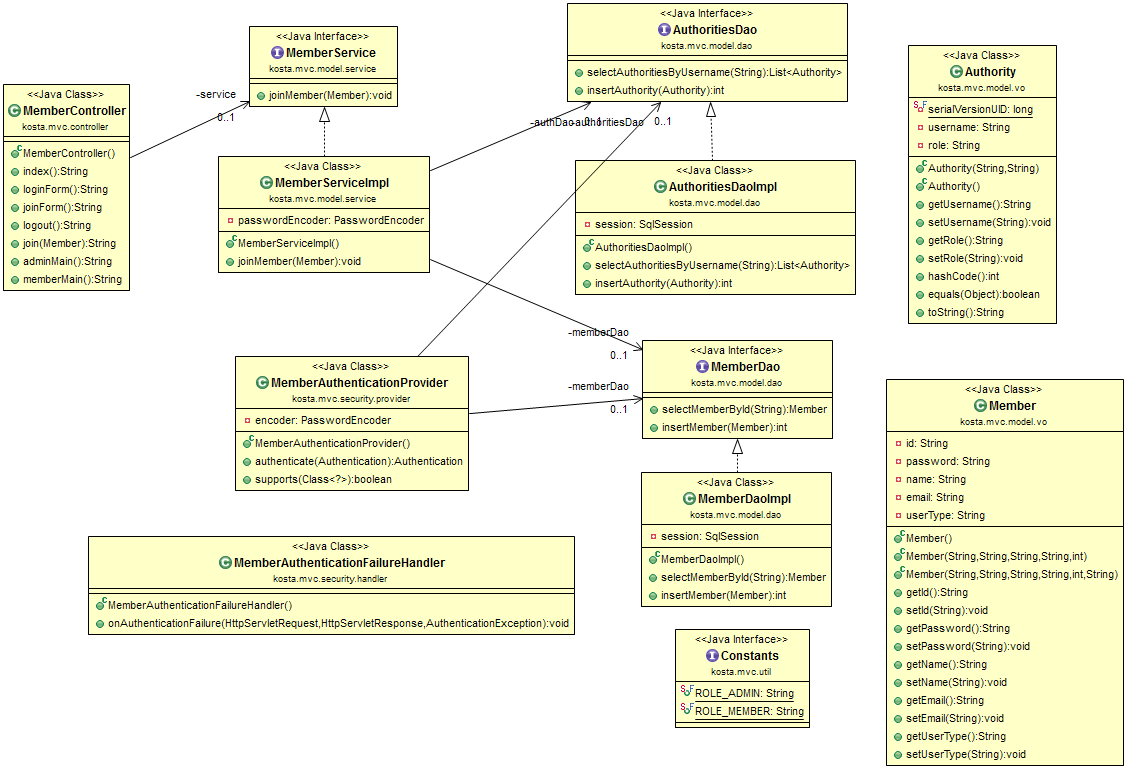 <<Java Class>>
MemberController
kosta.mvc.controller
MemberController()
index():String
loginForm():String
joinForm():String
logout():String
join(Member):String
adminMain():String
memberMain():String
-service
0..1
<<Java Interface>>
MemberService
kosta.mvc.model.service
joinMember(Member):void
<<Java Class>>
MemberServiceImpl
kosta.mvc.model.service
passwordEncoder: PasswordEncoder
MemberServiceImpl()
joinMember(Member):void
<<Java Interface>>
AuthoritiesDao
kosta.mvc.model.dao
selectAuthoritiesByUsername(String):List<Authority>
insertAuthority(Authority):int
-authDao
0..1
-authoritiesDao
0..1
<<Java Class>>
AuthoritiesDaoImpl
kosta.mvc.model.dao
session: SqlSession
AuthoritiesDaoImpl()
selectAuthoritiesByUsername(String):List<Authority>
insertAuthority(Authority):int
<<Java Class>>
Authority
kosta.mvc.model.vo
serialVersionUID: long
username: String
role: String
Authority(String,String)
Authority()
getUsername():String
setUsername(String):void
getRole():String
setRole(String):void
hashCode():int
equals(Object):boolean
toString():String
<<Java Class>>
MemberAuthenticationProvider
kosta.mvc.security.provider
encoder: PasswordEncoder
MemberAuthenticationProvider()
authenticate(Authentication):Authentication
supports(Class<?>):boolean
-memberDao
0..1
-memberDao
0..1
<<Java Interface>>
MemberDao
kosta.mvc.model.dao
selectMemberById(String):Member
insertMember(Member):int
<<Java Class>>
MemberDaoImpl
kosta.mvc.model.dao
session: SqlSession
MemberDaoImpl()
selectMemberById(String):Member
insertMember(Member):int
<<Java Class>>
Member
kosta.mvc.model.vo
id: String
password: String
name: String
email: String
userType: String
Member()
Member(String,String,String,String,int)
Member(String,String,String,String,int,String)
getId():String
setId(String):void
getPassword():String
setPassword(String):void
getName():String
setName(String):void
getEmail():String
setEmail(String):void
getUserType():String
setUserType(String):void
<<Java Class>>
MemberAuthenticationFailureHandler
kosta.mvc.security.handler
MemberAuthenticationFailureHandler()
onAuthenticationFailure(HttpServletRequest,HttpServletResponse,AuthenticationException):void
<<Java Interface>>
Constants
kosta.mvc.util
ROLE_ADMIN: String
ROLE_MEMBER: String